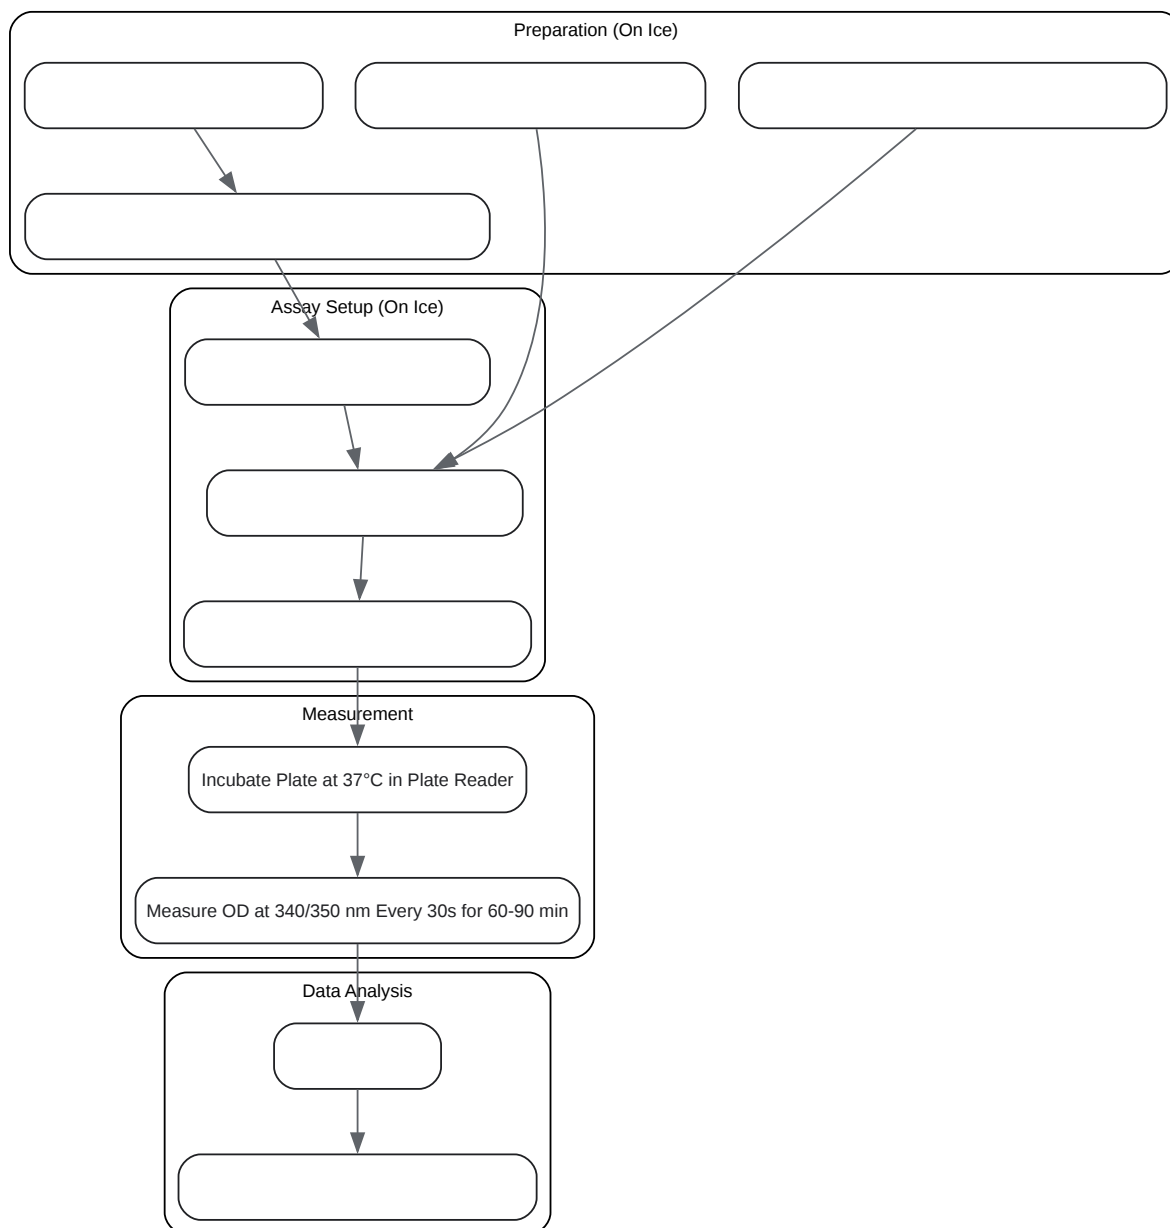 Preparation (On Ice)
Assay Setup (On Ice)
Measurement
Incubate Plate at 37°C in Plate Reader
Measure OD at 340/350 nm Every 30s for 60-90 min
Data Analysis